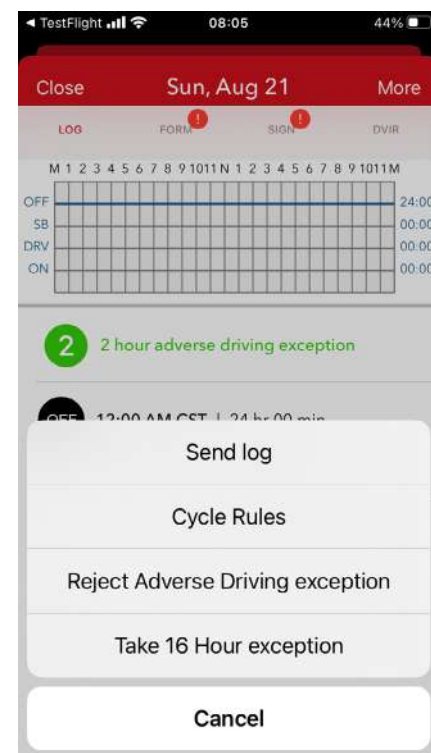 TestFlight 08:05 44%
Close Sun, Aug 21 More
LOG FORM ! SIGN ! DVIR
M 1 2 3 4 5 6 7 8 9 10 11 N 1 2 3 4 5 6 7 8 9 10 11 M
OFF 24:00
SB 00:00
DRV 00:00
ON 00:00
2 2 hour adverse driving exception
OFF 12:00 AM CST | 24 hr 00 min
Send log
Cycle Rules
Reject Adverse Driving exception
Take 16 Hour exception
Cancel